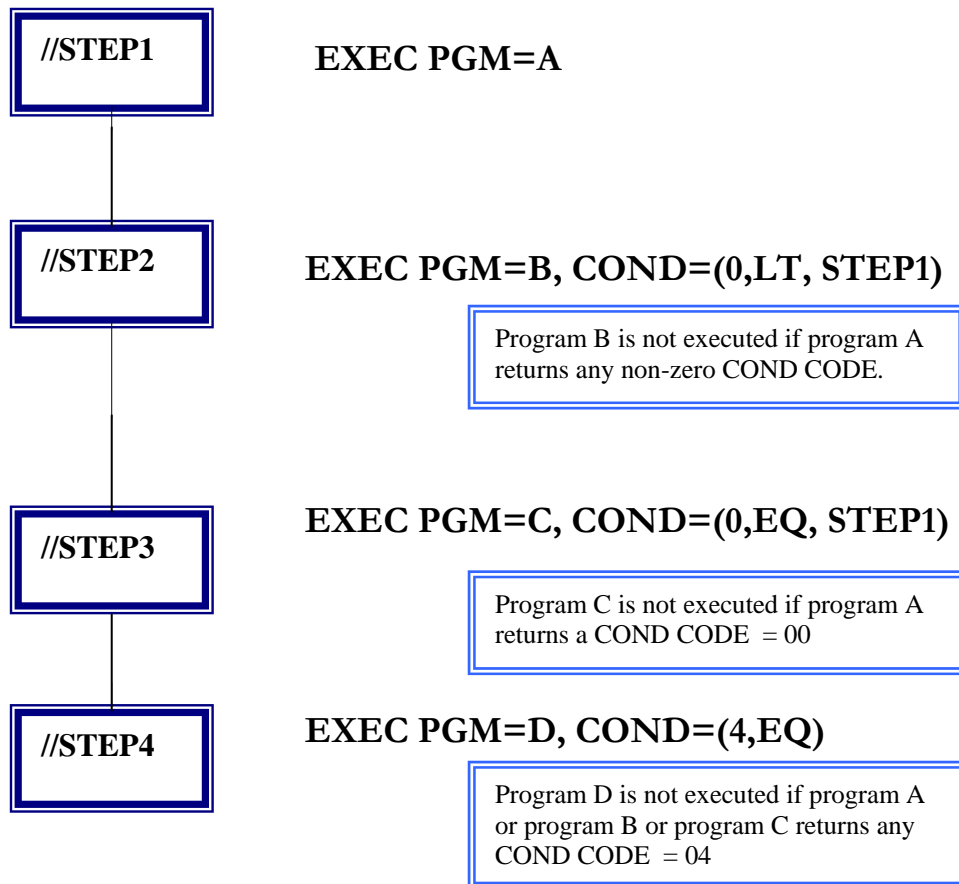 //STEP1
EXEC PGM=A
//STEP2
EXEC PGM=B, COND=(0,LT, STEP1)
Program B is not executed if program A
returns any non-zero COND CODE.
//STEP3
EXEC PGM=C, COND=(0,EQ, STEP1)
Program C is not executed if program A
returns a COND CODE  = 00
//STEP4
EXEC PGM=D, COND=(4,EQ)
Program D is not executed if program A
or program B or program C returns any
COND CODE  = 04